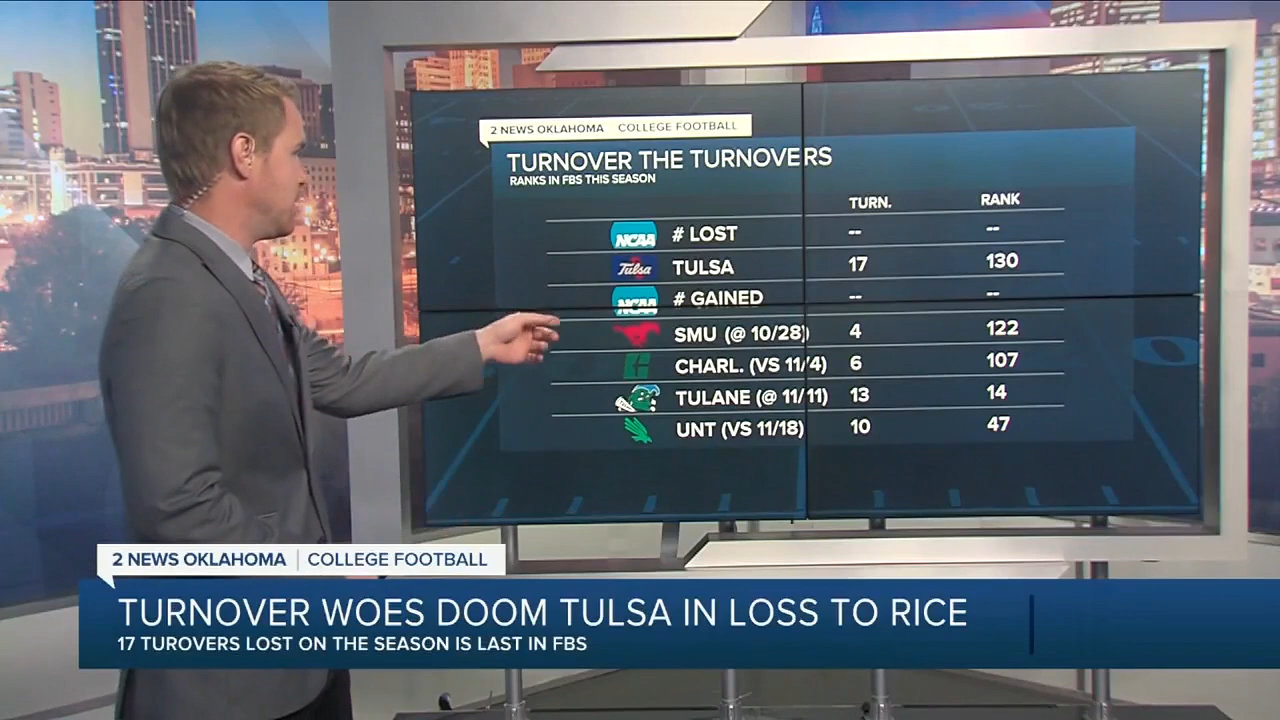 2 NEWS OKLAHOMA COLLEGE FOOTBALL
TURNOVER THE TURNOVERS
RANKS IN FBS THIS SEASON
TURN. RANK
NCAA # LOST -- --
Tulsa TULSA 17 130
NCAA # GAINED -- --
SMU (@ 10/28) 4 122
CHARL. (VS 11/4) 6 107
TULANE (@ 11/11) 13 14
UNT (VS 11/18) 10 47
2 NEWS OKLAHOMA | COLLEGE FOOTBALL
TURNOVER WOES DOOM TULSA IN LOSS TO RICE
17 TUROVERS LOST ON THE SEASON IS LAST IN FBS